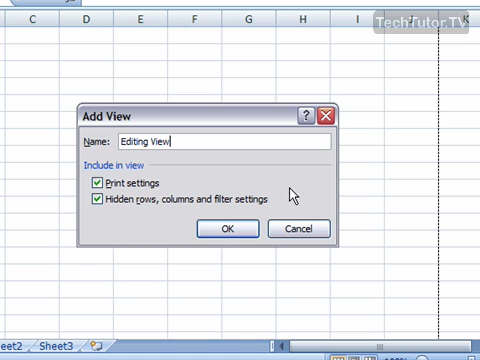 TechTutor.TV
C D E F G H I K
Add View
Name: Editing View
Include in view
Print settings
Hidden rows, columns and filter settings
OK Cancel
eet2 Sheet3